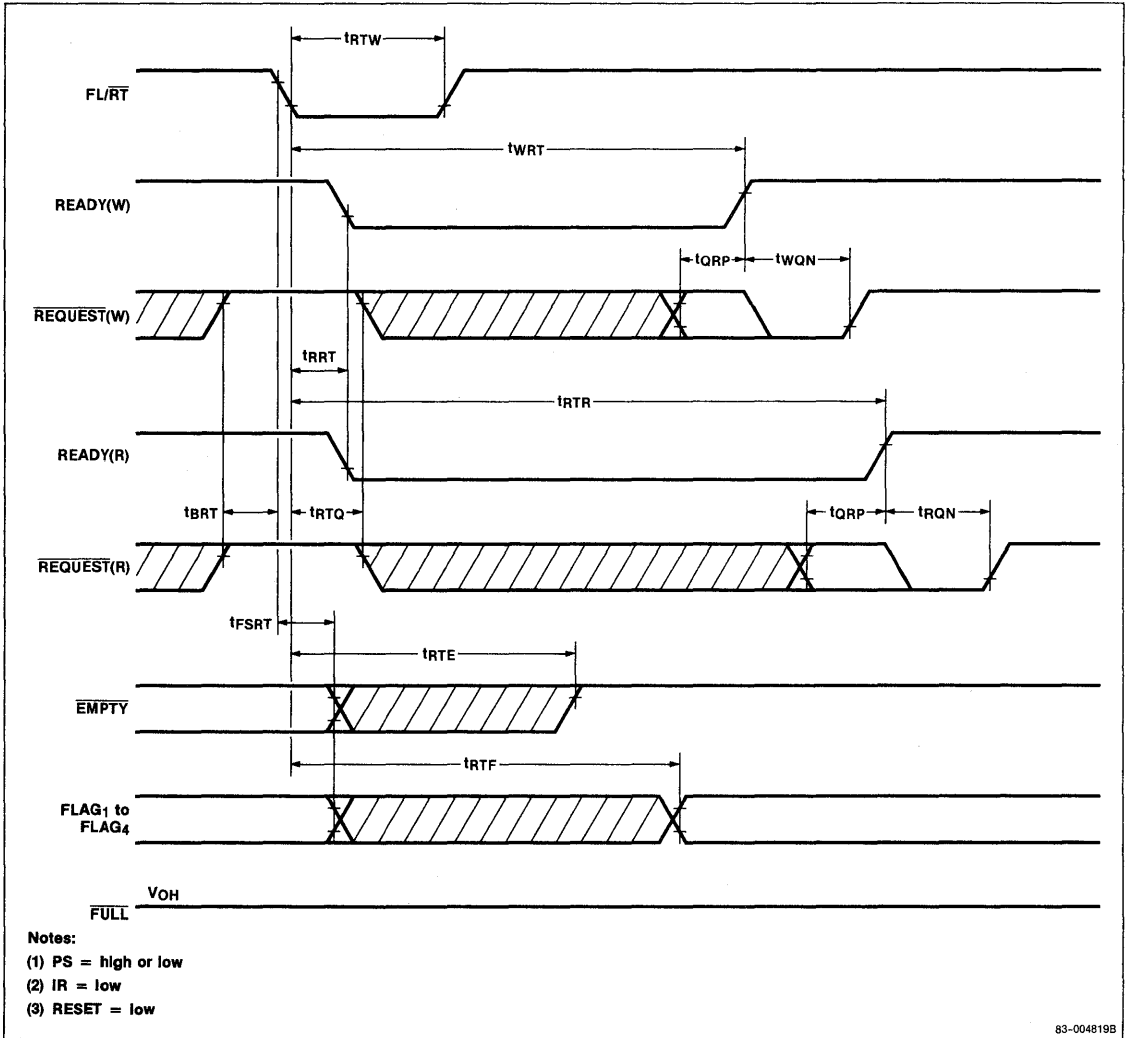 tRTW
FL/RT
tWRT
READY(W)
tQRP
tWQN
REQUEST(W)
tRRT
tRTR
READY(R)
tBRT
tRTQ
tQRP
tRQN
REQUEST(R)
tFSRT
tRTE
EMPTY
tRTF
FLAG1 to
FLAG4
VOH
FULL
Notes:
(1) PS = high or low
(2) IR = low
(3) RESET = low
83-004819B